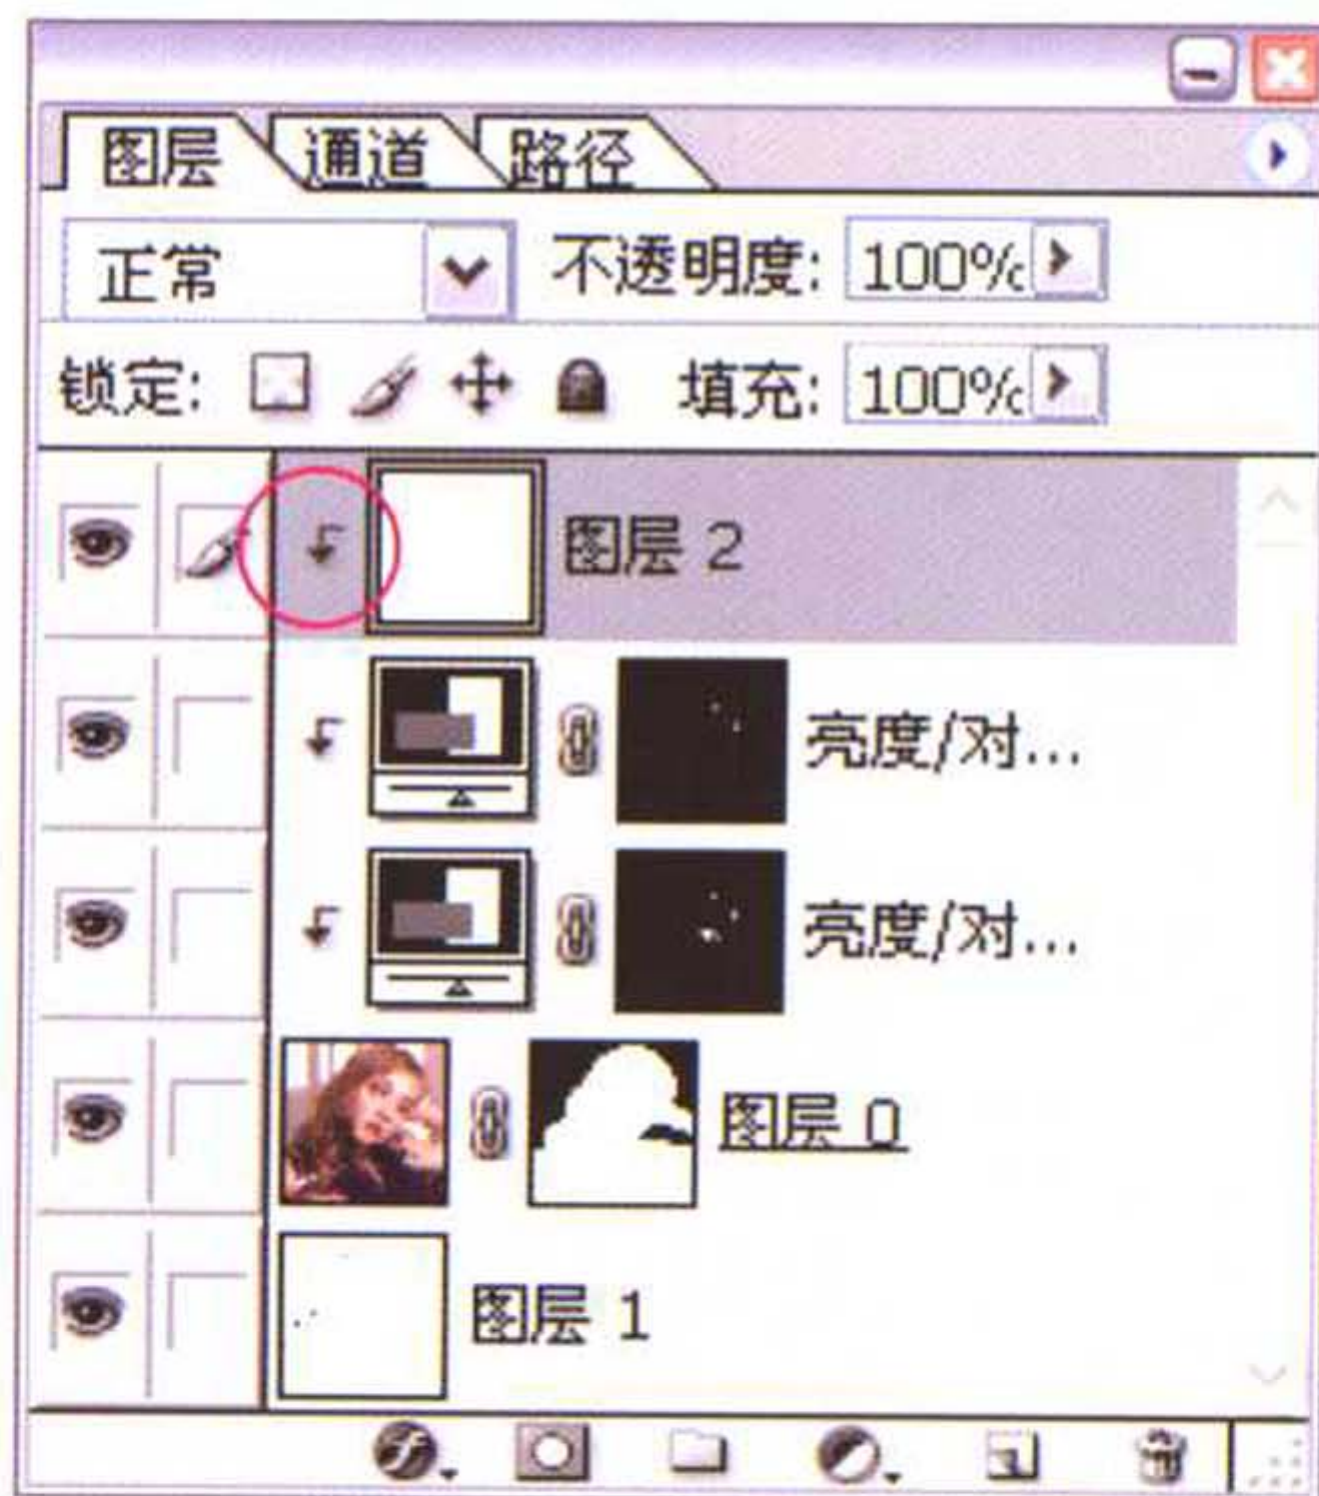 图层 通道 路径
正常 不透明度: 100%
锁定: 填充: 100%
图层 2
亮度/对...
亮度/对...
图层 0
图层 1